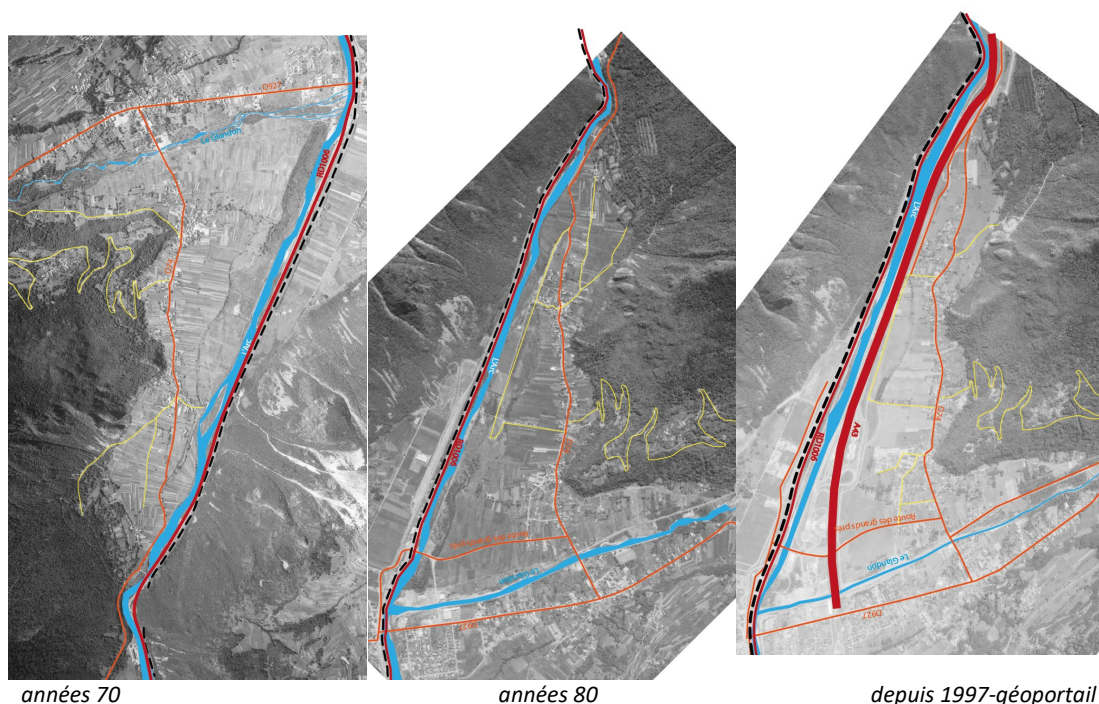 D927
Le Glandon
RD1006
L'Arc
années 70
L'Arc
RD1006
Le Glandon
D927
années 80
L'Arc
RD1006
A43
D74
Route des grands prés
Le Glandon
D927
depuis 1997-géoportail